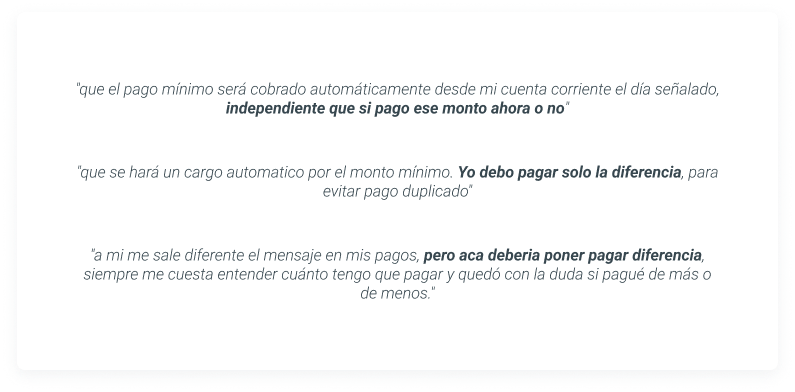 "que el pago mínimo será cobrado automáticamente desde mi cuenta corriente el día señalado,
independiente que si pago ese monto ahora o no"
"que se hará un cargo automatico por el monto mínimo. Yo debo pagar solo la diferencia, para
evitar pago duplicado"
"a mi me sale diferente el mensaje en mis pagos, pero aca deberia poner pagar diferencia,
siempre me cuesta entender cuánto tengo que pagar y quedó con la duda si pagué de más o
de menos."